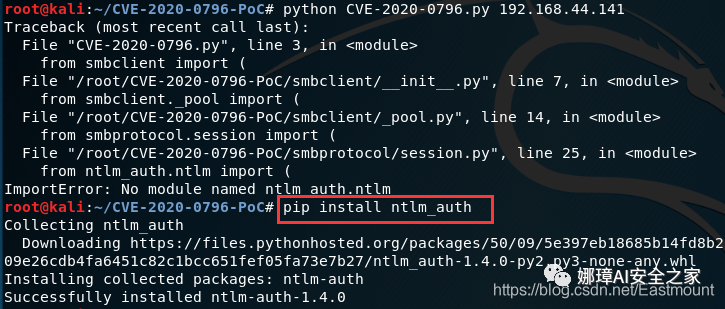 root@kali:~/CVE-2020-0796-PoC# python CVE-2020-0796.py 192.168.44.141
Traceback (most recent call last):
  File "CVE-2020-0796.py", line 3, in <module>
    from smbclient import (
  File "/root/CVE-2020-0796-PoC/smbclient/__init__.py", line 7, in <module>
    from smbclient._pool import (
  File "/root/CVE-2020-0796-PoC/smbclient/_pool.py", line 14, in <module>
    from smbprotocol.session import (
  File "/root/CVE-2020-0796-PoC/smbprotocol/session.py", line 25, in <module>
    from ntlm_auth.ntlm import (
ImportError: No module named ntlm_auth.ntlm
root@kali:~/CVE-2020-0796-PoC# pip install ntlm_auth
Collecting ntlm_auth
  Downloading https://files.pythonhosted.org/packages/50/09/5e397eb18685b14fd8b2
09e26cdb4fa6451c82c1bcc651fef05fa73e7b27/ntlm_auth-1.4.0-py2.py3-none-any.whl
Installing collected packages: ntlm-auth
Successfully installed ntlm-auth-1.4.0
娜璋AI安全之家
https://blog.csdn.net/Eastmount